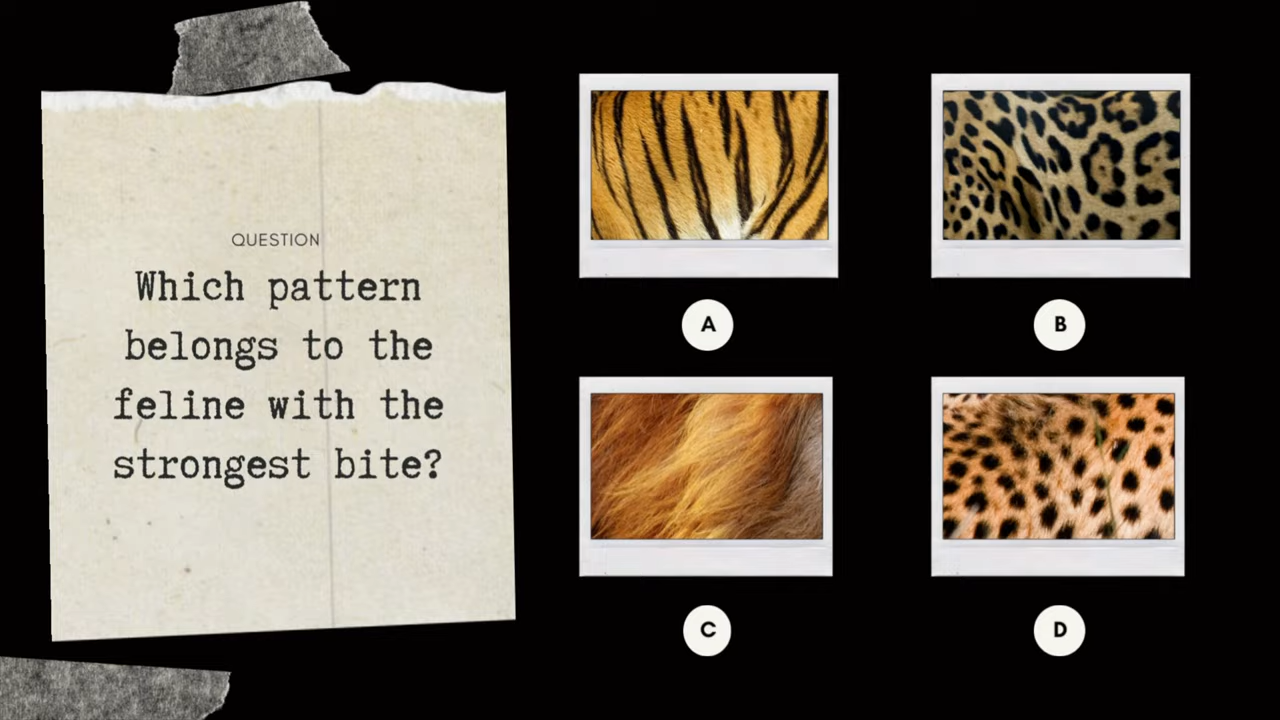 QUESTION
Which pattern
belongs to the
feline with the
strongest bite?
A
B
C
D